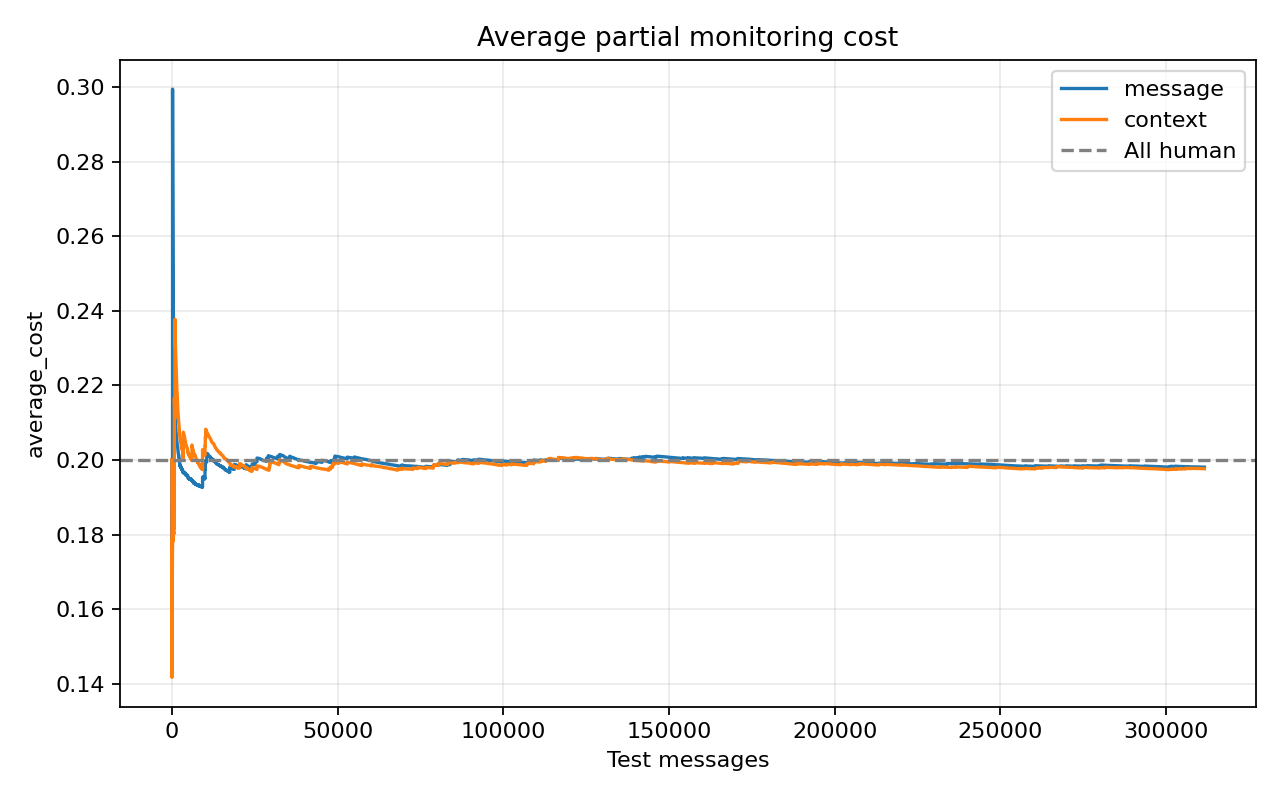 Average partial monitoring cost
message
context
All human
average_cost
0.30
0.28
0.26
0.24
0.22
0.20
0.18
0.16
0.14
0
50000
100000
150000
200000
250000
300000
Test messages